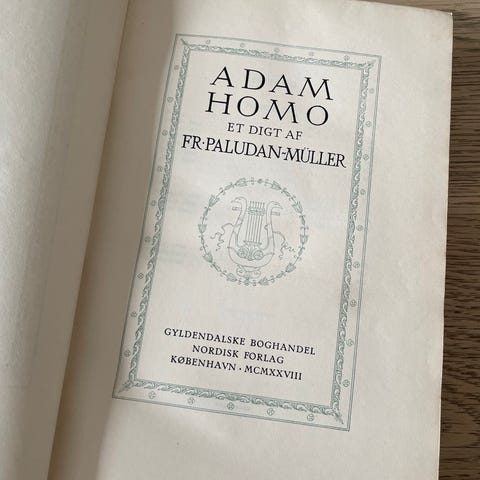 ADAM
HOMO
ET DIGT AF
FR·PALUDAN-MÜLLER
GYLDENDALSKE BOGHANDEL
NORDISK FORLAG
KØBENHAVN · MCMXXVIII